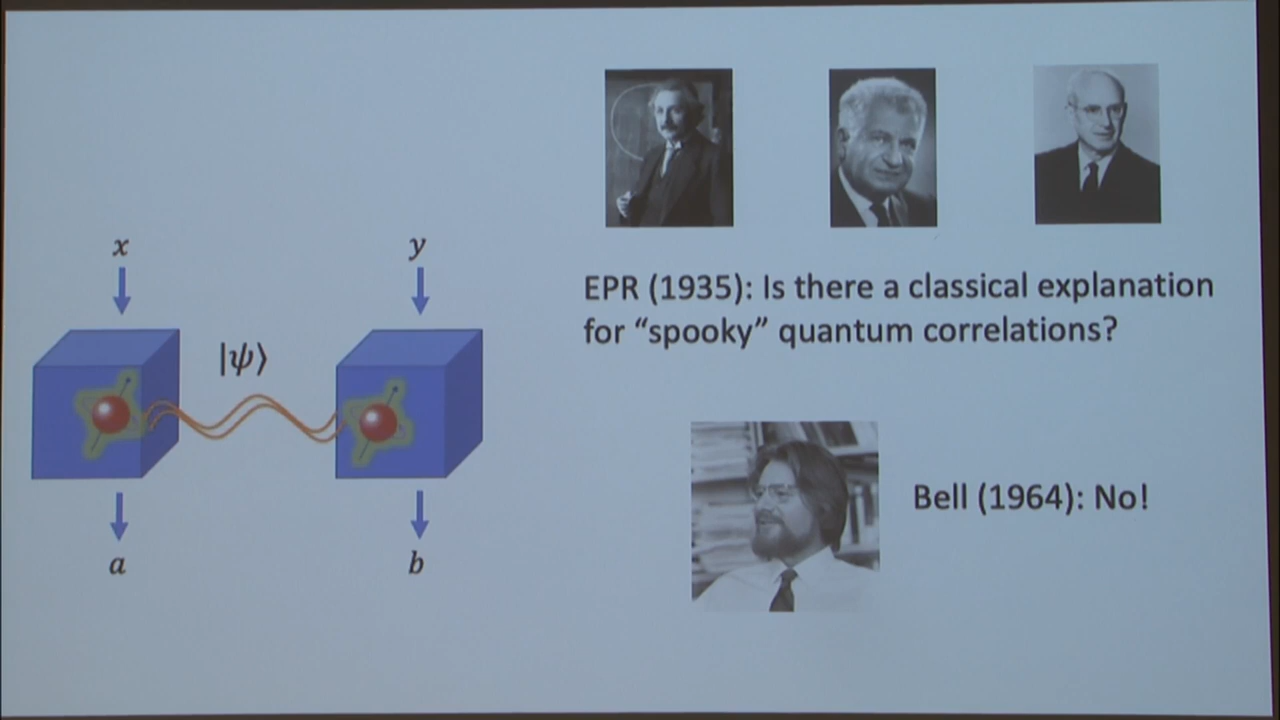 x
y
|ψ⟩
a
b
EPR (1935): Is there a classical explanation
for “spooky” quantum correlations?
Bell (1964): No!